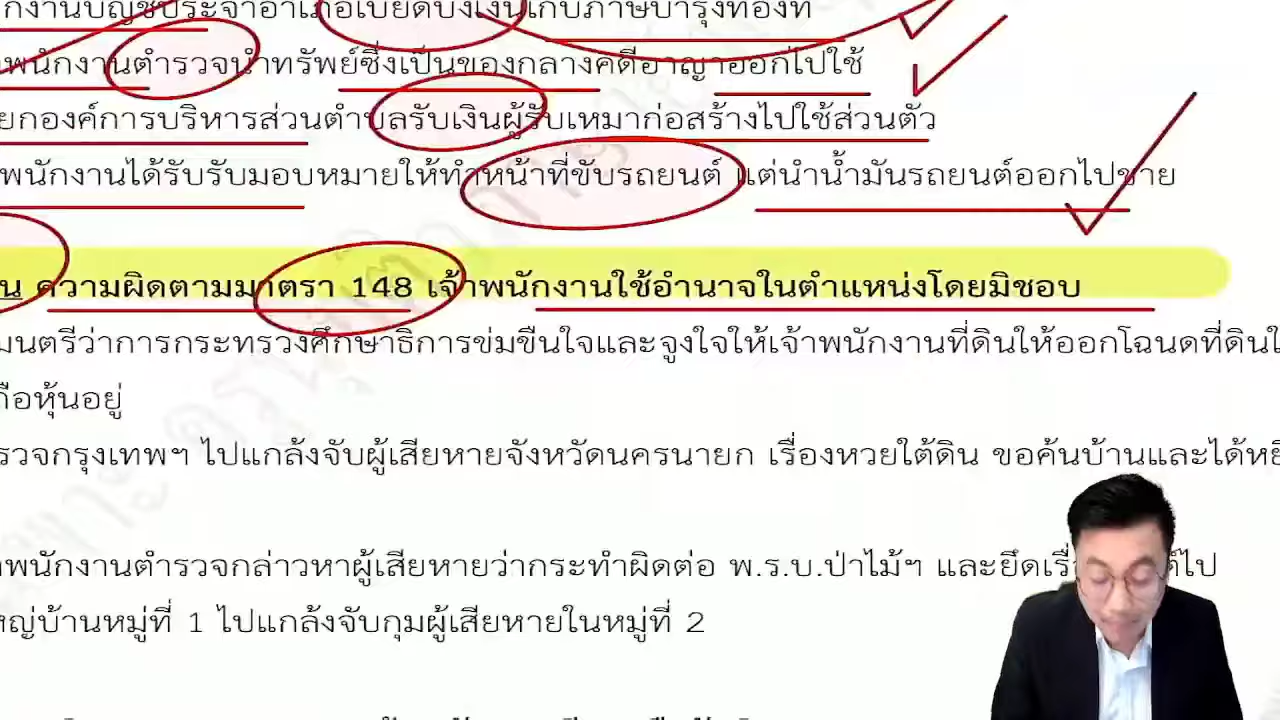 กงานบัญชีประจำอำเภอเบียดบังเงินเก็บภาษีบำรุงท้องที่
พนักงานตำรวจนำทรัพย์ซึ่งเป็นของกลางคดีอาญาออกไปใช้
ยกองค์การบริหารส่วนตำบลรับเงินผู้รับเหมาก่อสร้างไปใช้ส่วนตัว
พนักงานได้รับรับมอบหมายให้ทำหน้าที่ขับรถยนต์ แต่นำน้ำมันรถยนต์ออกไปขาย
น ความผิดตามมาตรา 148 เจ้าพนักงานใช้อำนาจในตำแหน่งโดยมิชอบ
มนตรีว่าการกระทรวงศึกษาธิการข่มขืนใจและจูงใจให้เจ้าพนักงานที่ดินให้ออกโฉนดที่ดินใ
ถือหุ้นอยู่
รวจกรุงเทพฯ ไปแกล้งจับผู้เสียหายจังหวัดนครนายก เรื่องหวยใต้ดิน ขอค้นบ้านและได้หยิ
พนักงานตำรวจกล่าวหาผู้เสียหายว่ากระทำผิดต่อ พ.ร.บ.ป่าไม้ฯ และยึด
หญ่บ้านหมู่ที่ 1 ไปแกล้งจับกุมผู้เสียหายในหมู่ที่ 2